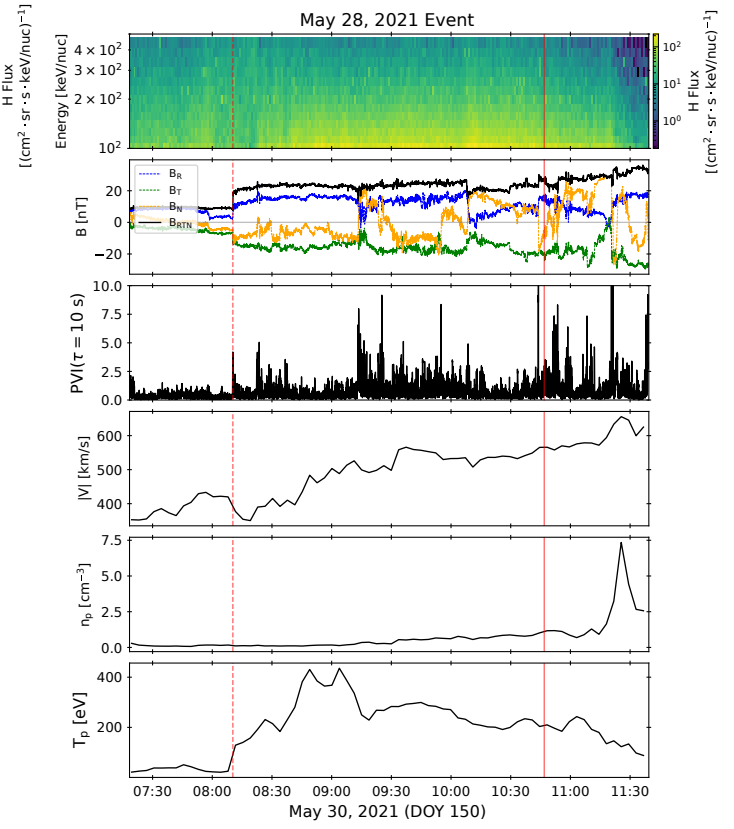 May 28, 2021 Event
H Flux
[(cm² · sr · s · keV/nuc)⁻¹]
Energy [keV/nuc]
4 × 10²
3 × 10²
2 × 10²
10²
10²
10¹
10⁰
H Flux
[(cm² · sr · s · keV/nuc)⁻¹]
B [nT]
20
0
−20
B_R
B_T
B_N
B_RTN
PVI(τ = 10 s)
10.0
7.5
5.0
2.5
0.0
|V| [km/s]
600
500
400
n_p [cm⁻³]
7.5
5.0
2.5
0.0
T_p [eV]
400
200
07:30 08:00 08:30 09:00 09:30 10:00 10:30 11:00 11:30
May 30, 2021 (DOY 150)